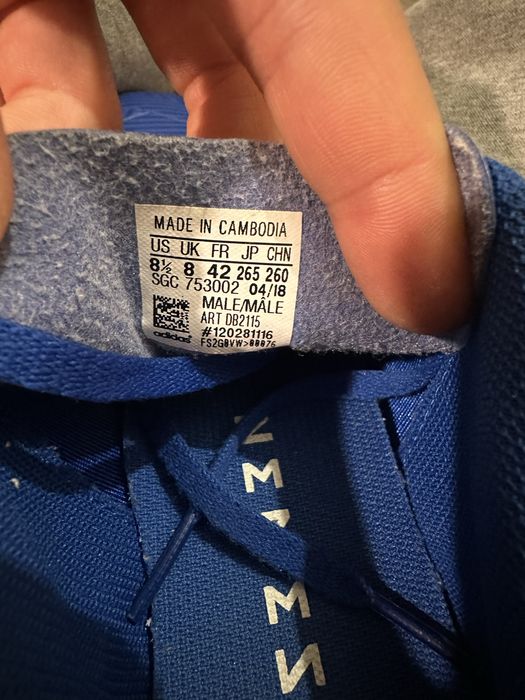 MADE IN CAMBODIA
US UK FR JP CHN
8½ 8 42 265 260
SGC 753002 04/18
MALE/MÂLE
ART DB2115
#120281116
adidas